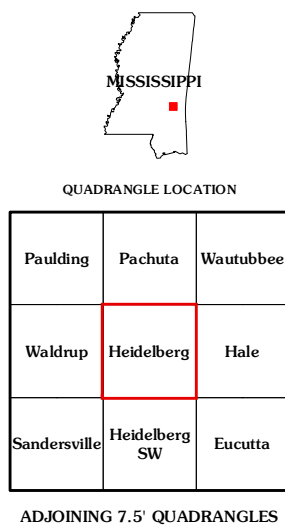 MISSISSIPPI
QUADRANGLE LOCATION
Paulding Pachuta Wautubbee
Waldrup Heidelberg Hale
Sandersville Heidelberg SW Eucutta
ADJOINING 7.5' QUADRANGLES